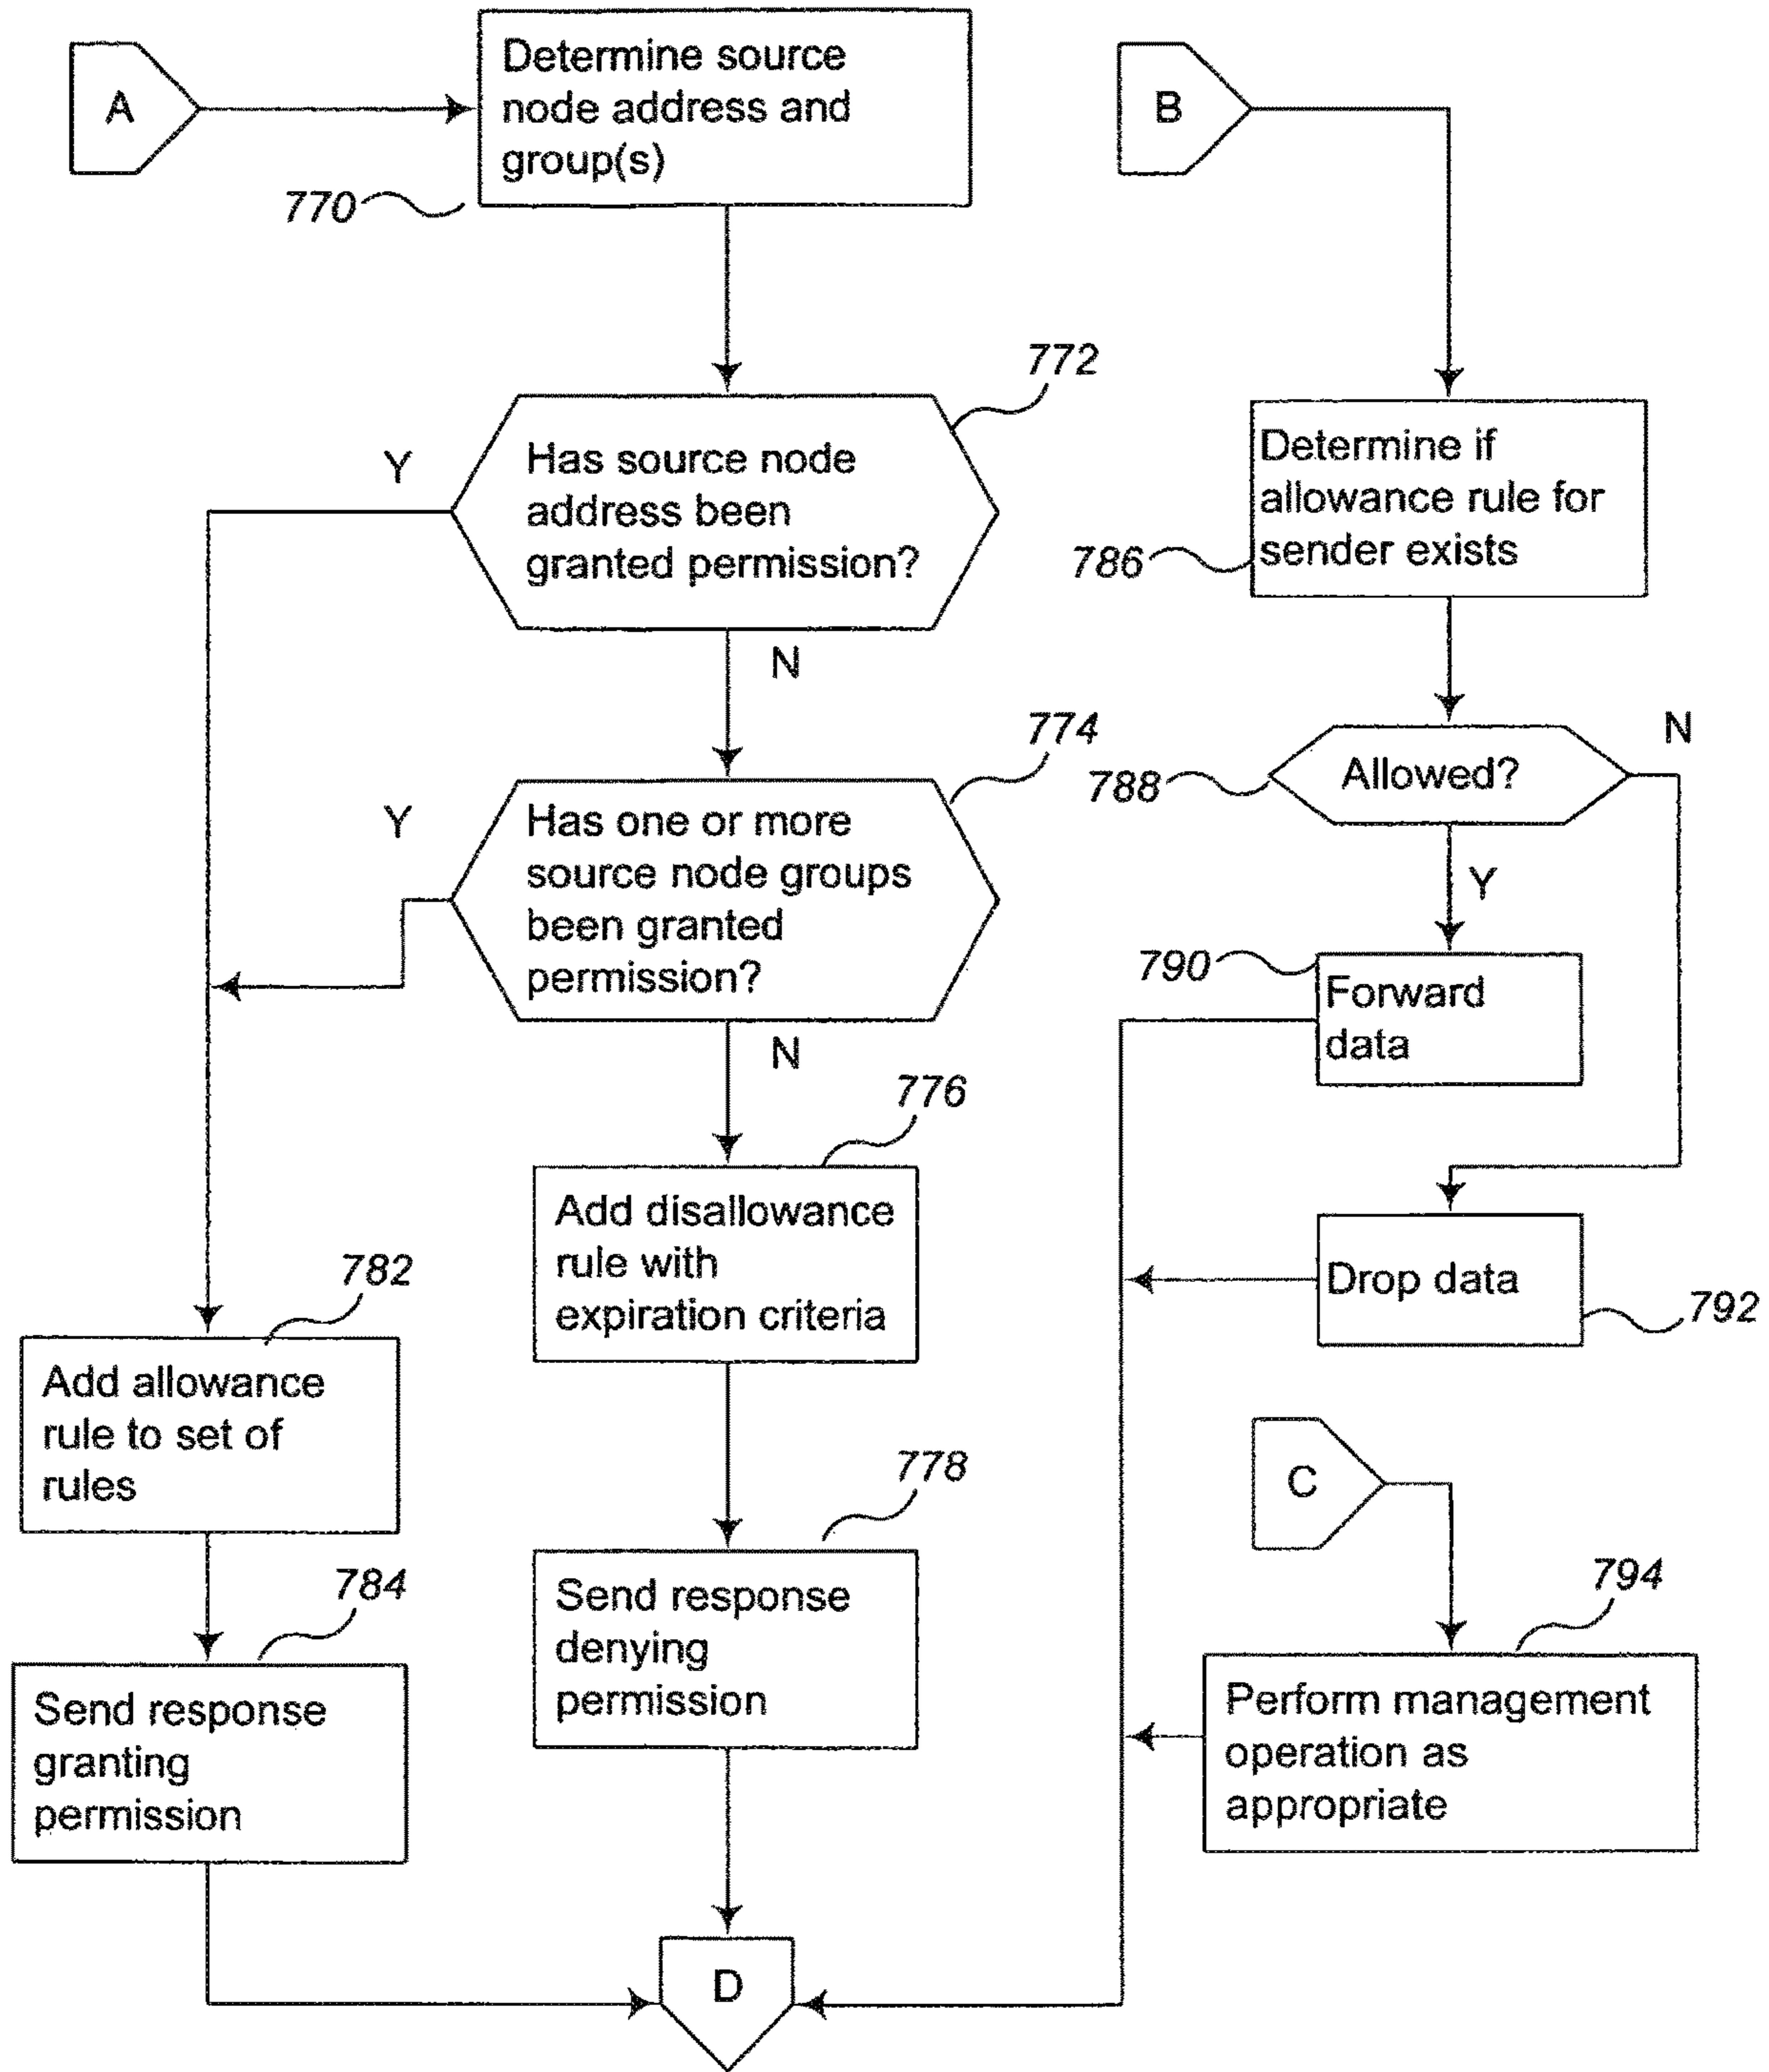 A
Determine source
node address and
group(s)
770
B
772
Y
Has source node
address been
granted permission?
N
Determine if
allowance rule for
sender exists
786
774
Y
Has one or more
source node groups
been granted
permission?
N
Allowed?
788
N
Y
790
Forward
data
776
Add disallowance
rule with
expiration criteria
Drop data
792
782
Add allowance
rule to set of
rules
778
Send response
denying
permission
C
784
Send response
granting
permission
794
Perform management
operation as
appropriate
D